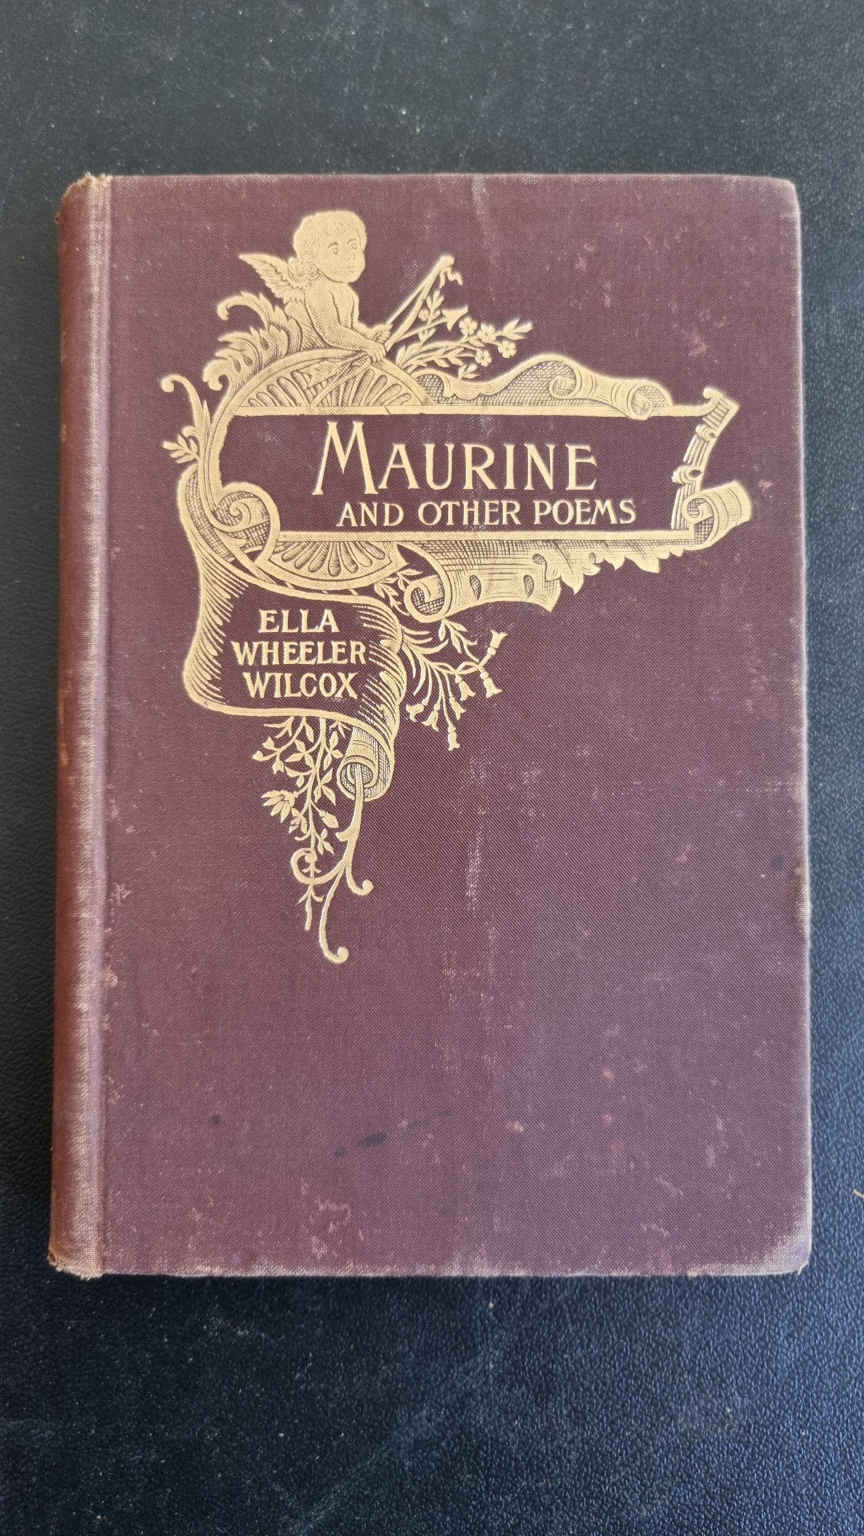 MAURINE
AND OTHER POEMS
ELLA
WHEELER
WILCOX